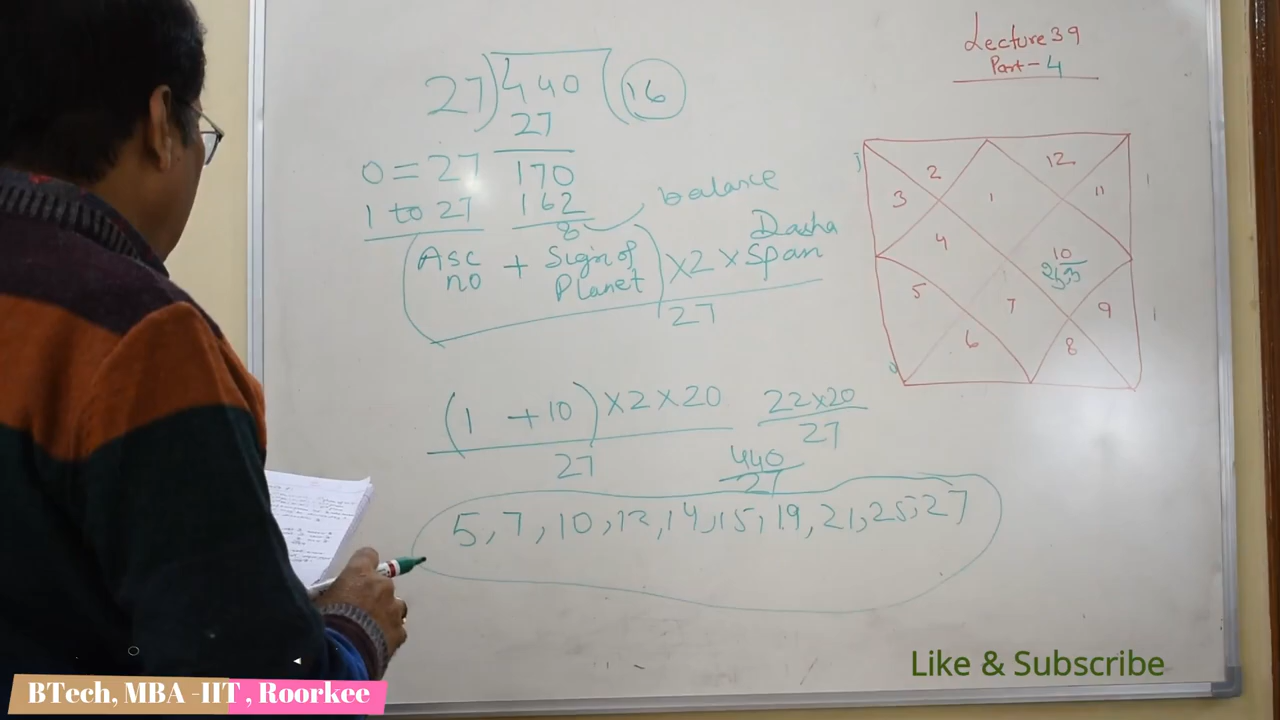 Lecture 39
Part- 4
27)440(16
27
0 = 27 170
1 to 27 162
8
balance
(Asc no + Sign of Planet) x2 x Dasha Span
27
(1 + 10) x2 x 20
27
22x20
27
440
27
5, 7, 10, 12, 14, 15, 19, 21, 25, 27
2
12
3
1
11
4
10
5
7
9
6
8
Like & Subscribe
BTech, MBA -IIT , Roorkee